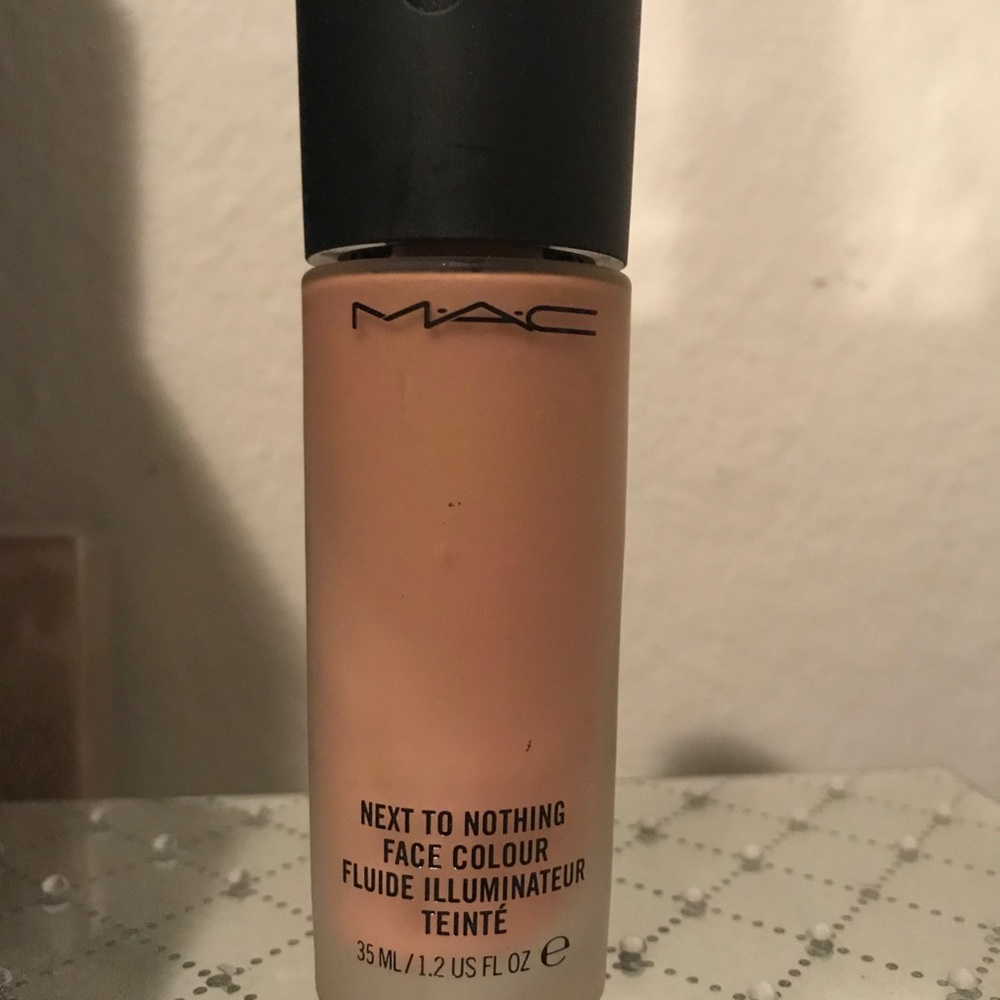 M·A·C
NEXT TO NOTHING
FACE COLOUR
FLUIDE ILLUMINATEUR
TEINTÉ
35 ML / 1.2 US FL OZ ℮